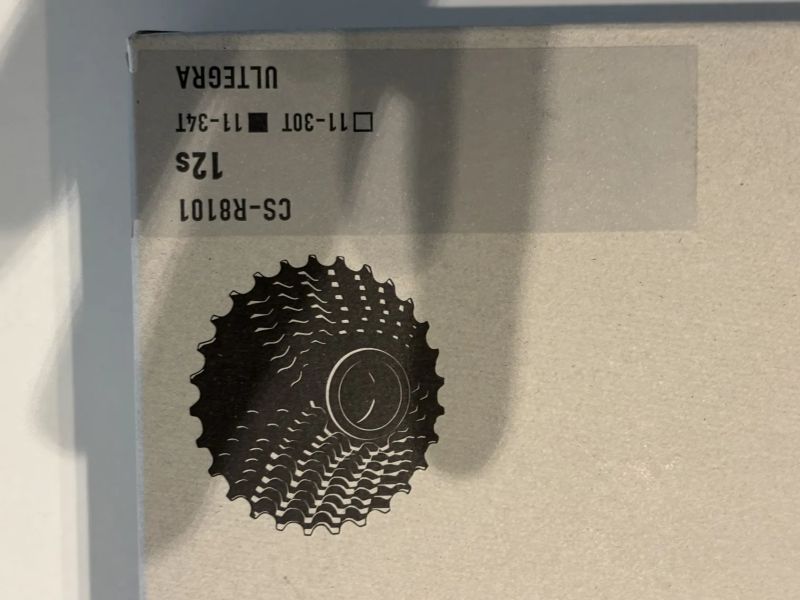 CS-R8101
12s
□11-30T ■11-34T
ULTEGRA